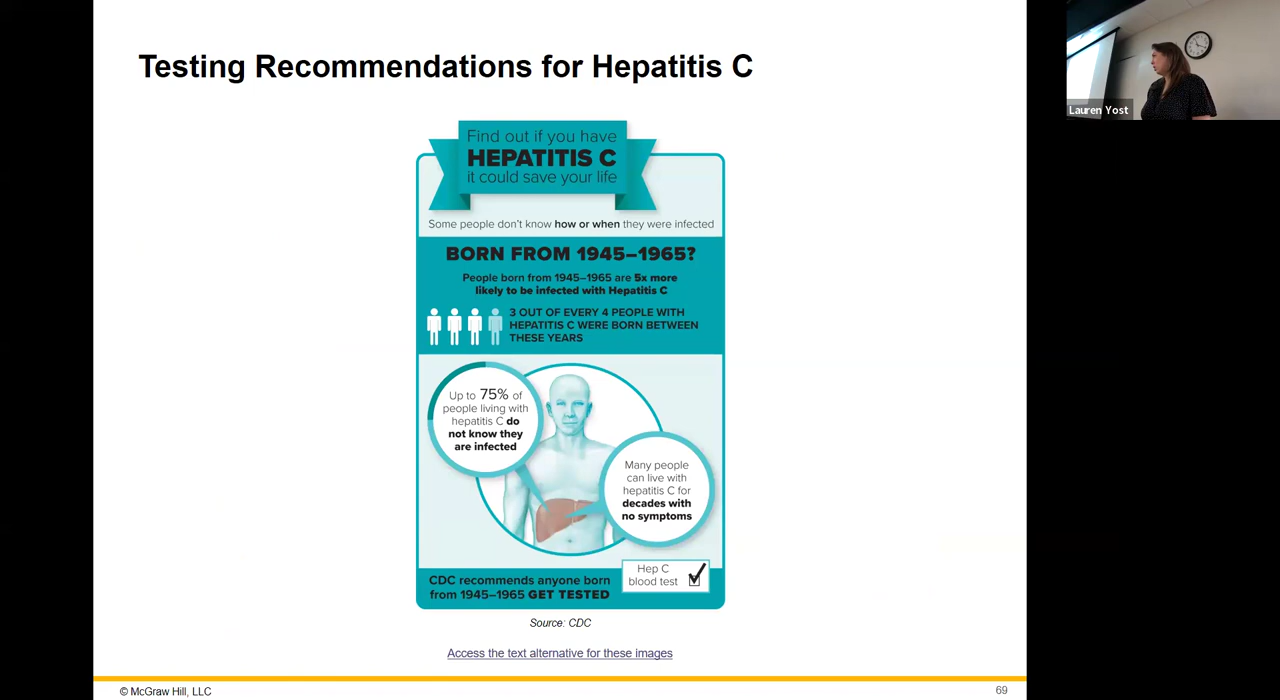 Testing Recommendations for Hepatitis C
Lauren Yost
Find out if you have
HEPATITIS C
it could save your life
Some people don't know how or when they were infected
BORN FROM 1945–1965?
People born from 1945–1965 are 5x more
likely to be infected with Hepatitis C
3 OUT OF EVERY 4 PEOPLE WITH
HEPATITIS C WERE BORN BETWEEN
THESE YEARS
Up to 75% of
people living with
hepatitis C do
not know they
are infected
Many people
can live with
hepatitis C for
decades with
no symptoms
Hep C
blood test
CDC recommends anyone born
from 1945–1965 GET TESTED
Source: CDC
Access the text alternative for these images
© McGraw Hill, LLC
69